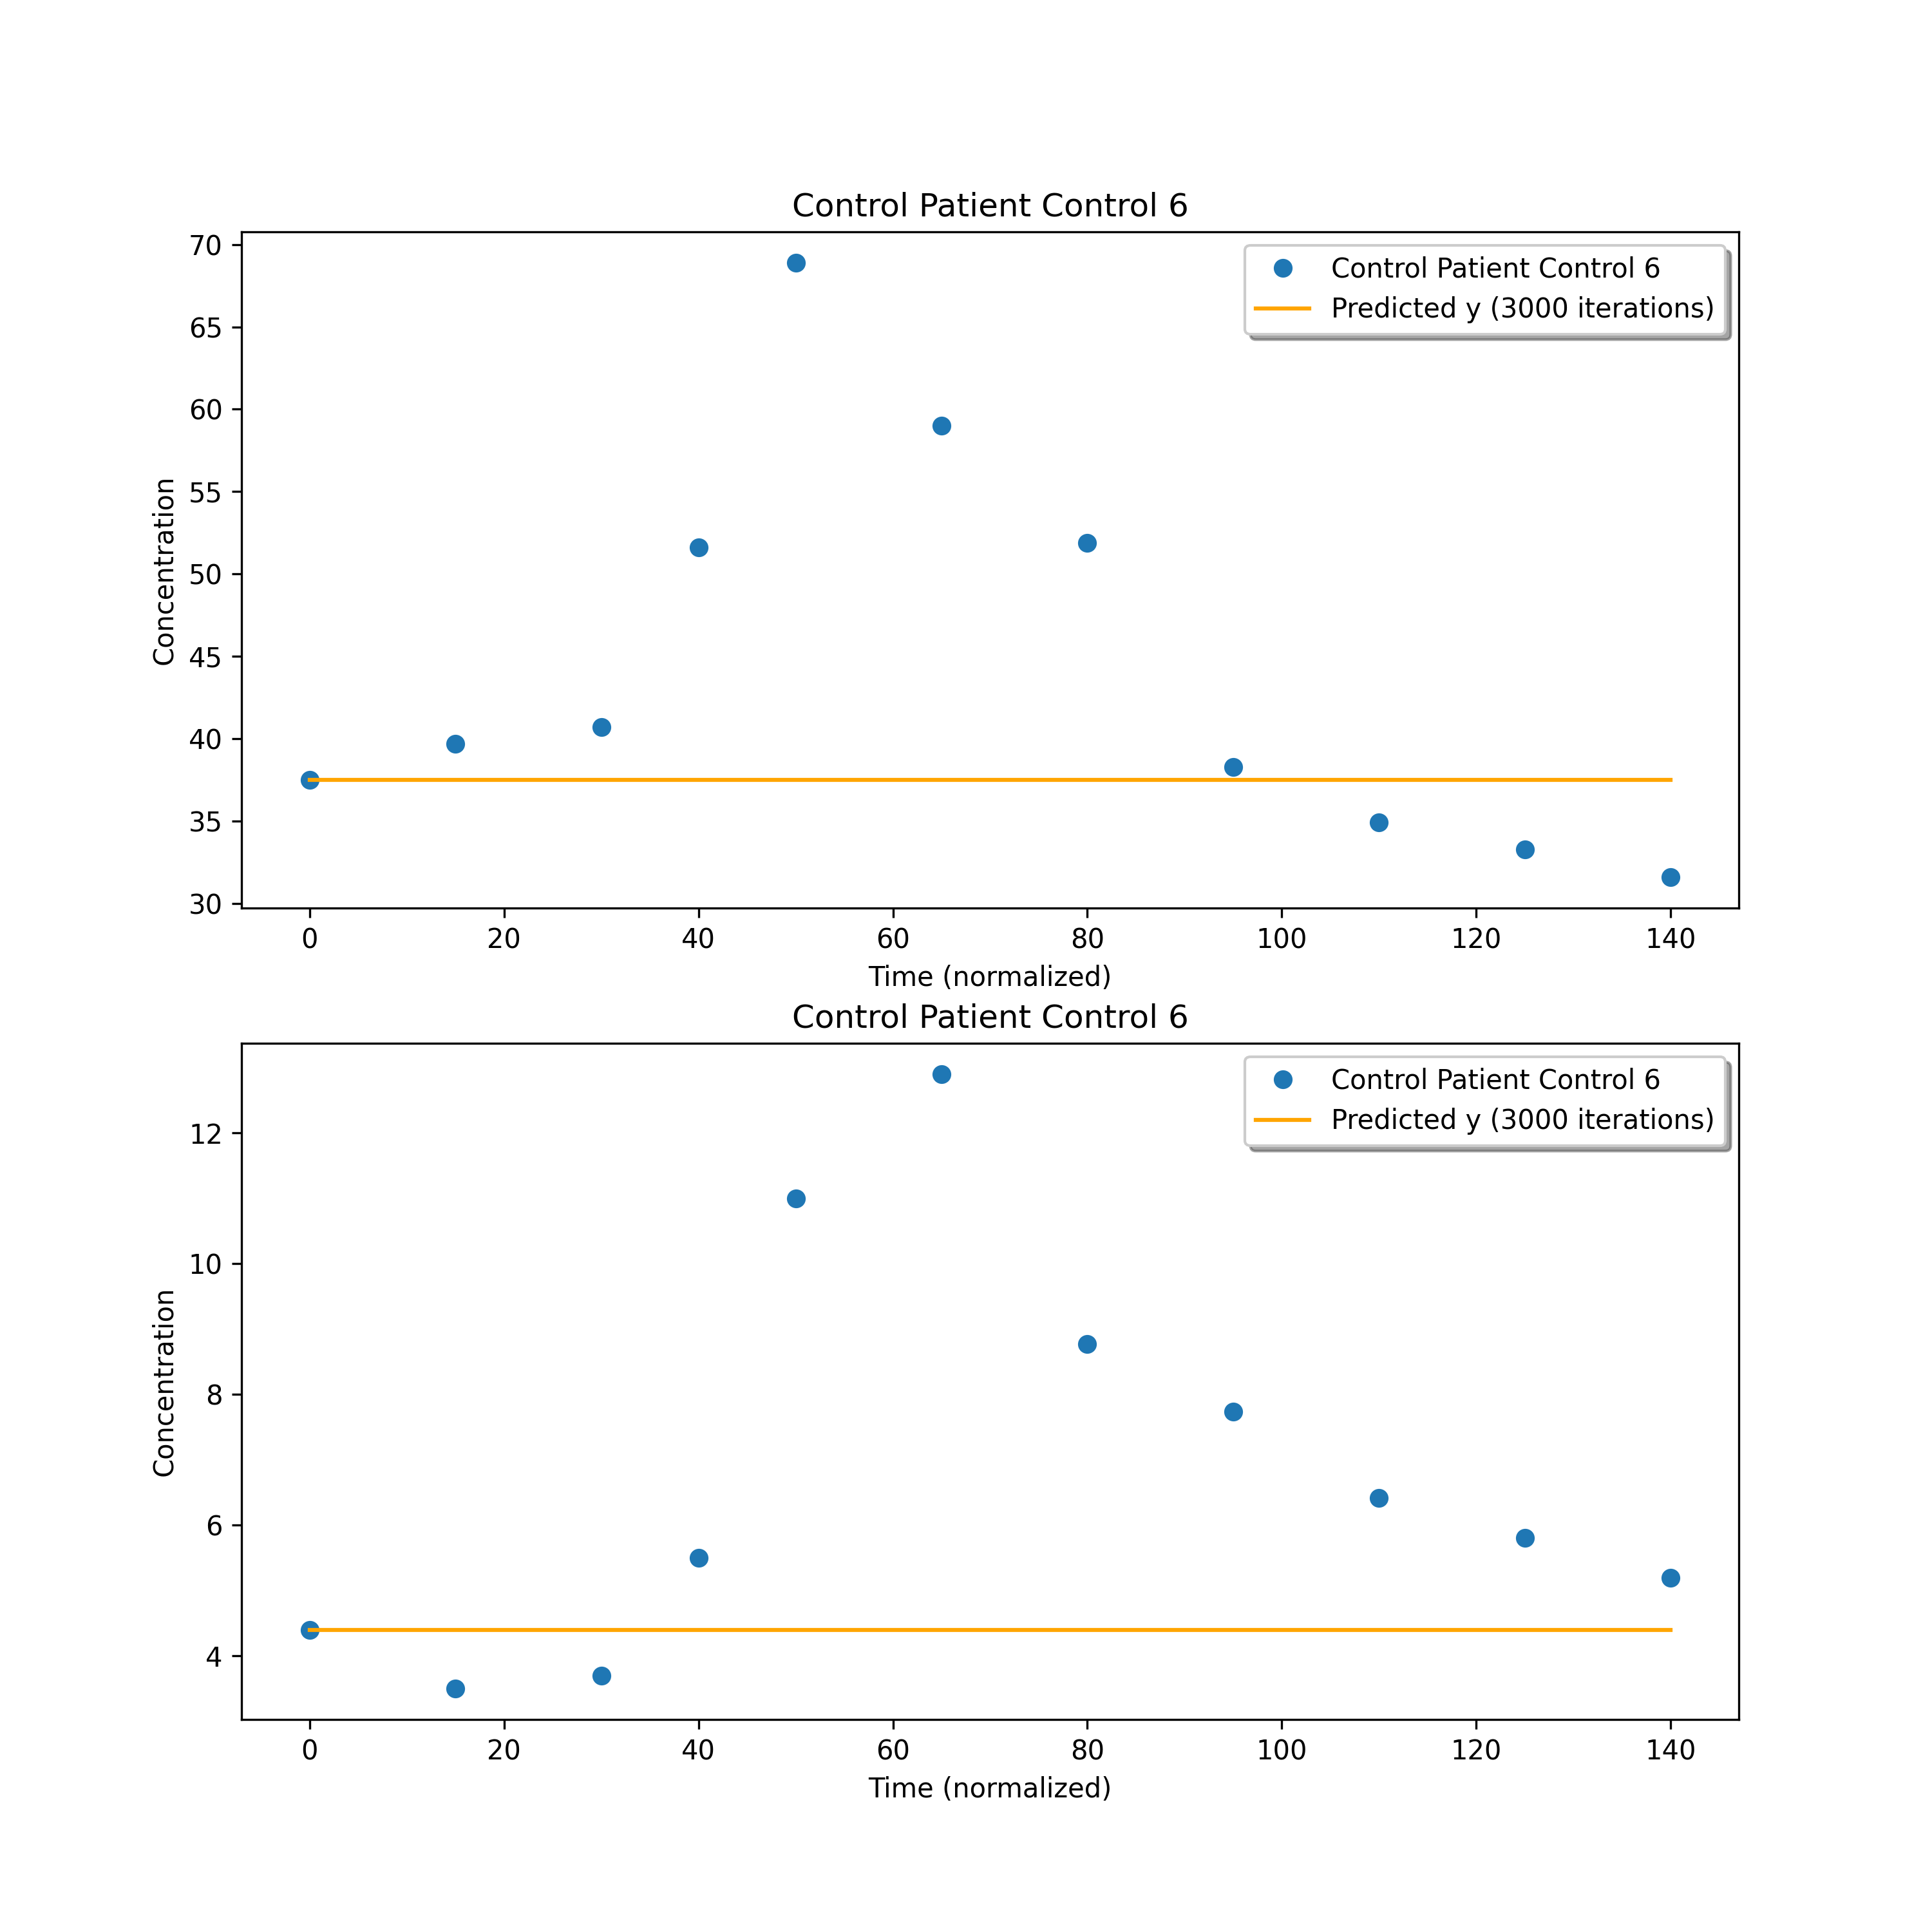 Control Patient Control 6
70
65
60
55
50
45
40
35
30
Concentration
Control Patient Control 6
Predicted y (3000 iterations)
0 20 40 60 80 100 120 140
Time (normalized)
Control Patient Control 6
12
10
8
6
4
Concentration
Control Patient Control 6
Predicted y (3000 iterations)
0 20 40 60 80 100 120 140
Time (normalized)